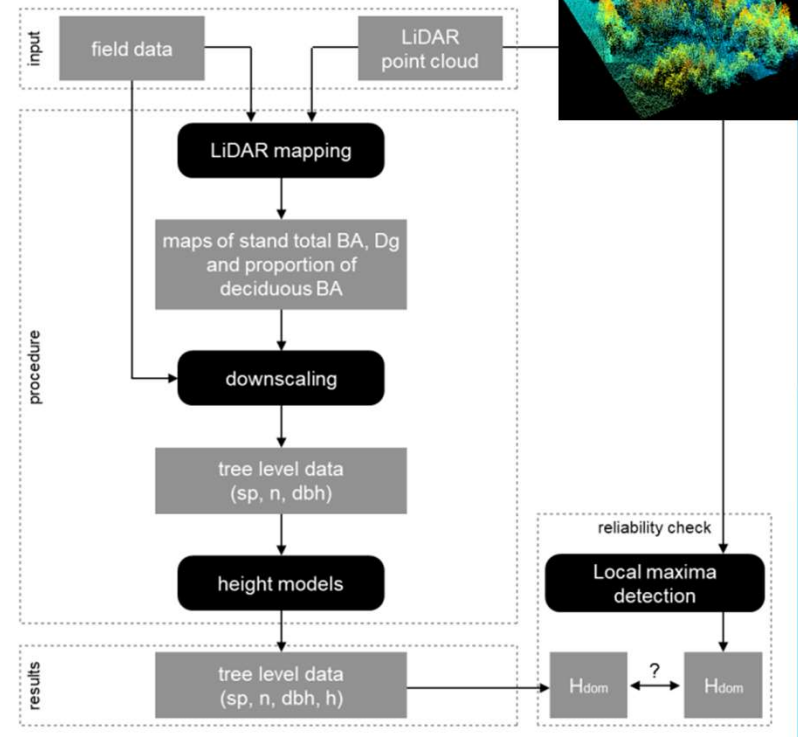 input
field data
LiDAR
point cloud
procedure
LiDAR mapping
maps of stand total BA, Dg
and proportion of
deciduous BA
downscaling
tree level data
(sp, n, dbh)
height models
reliability check
Local maxima
detection
results
tree level data
(sp, n, dbh, h)
Hdom
?
Hdom